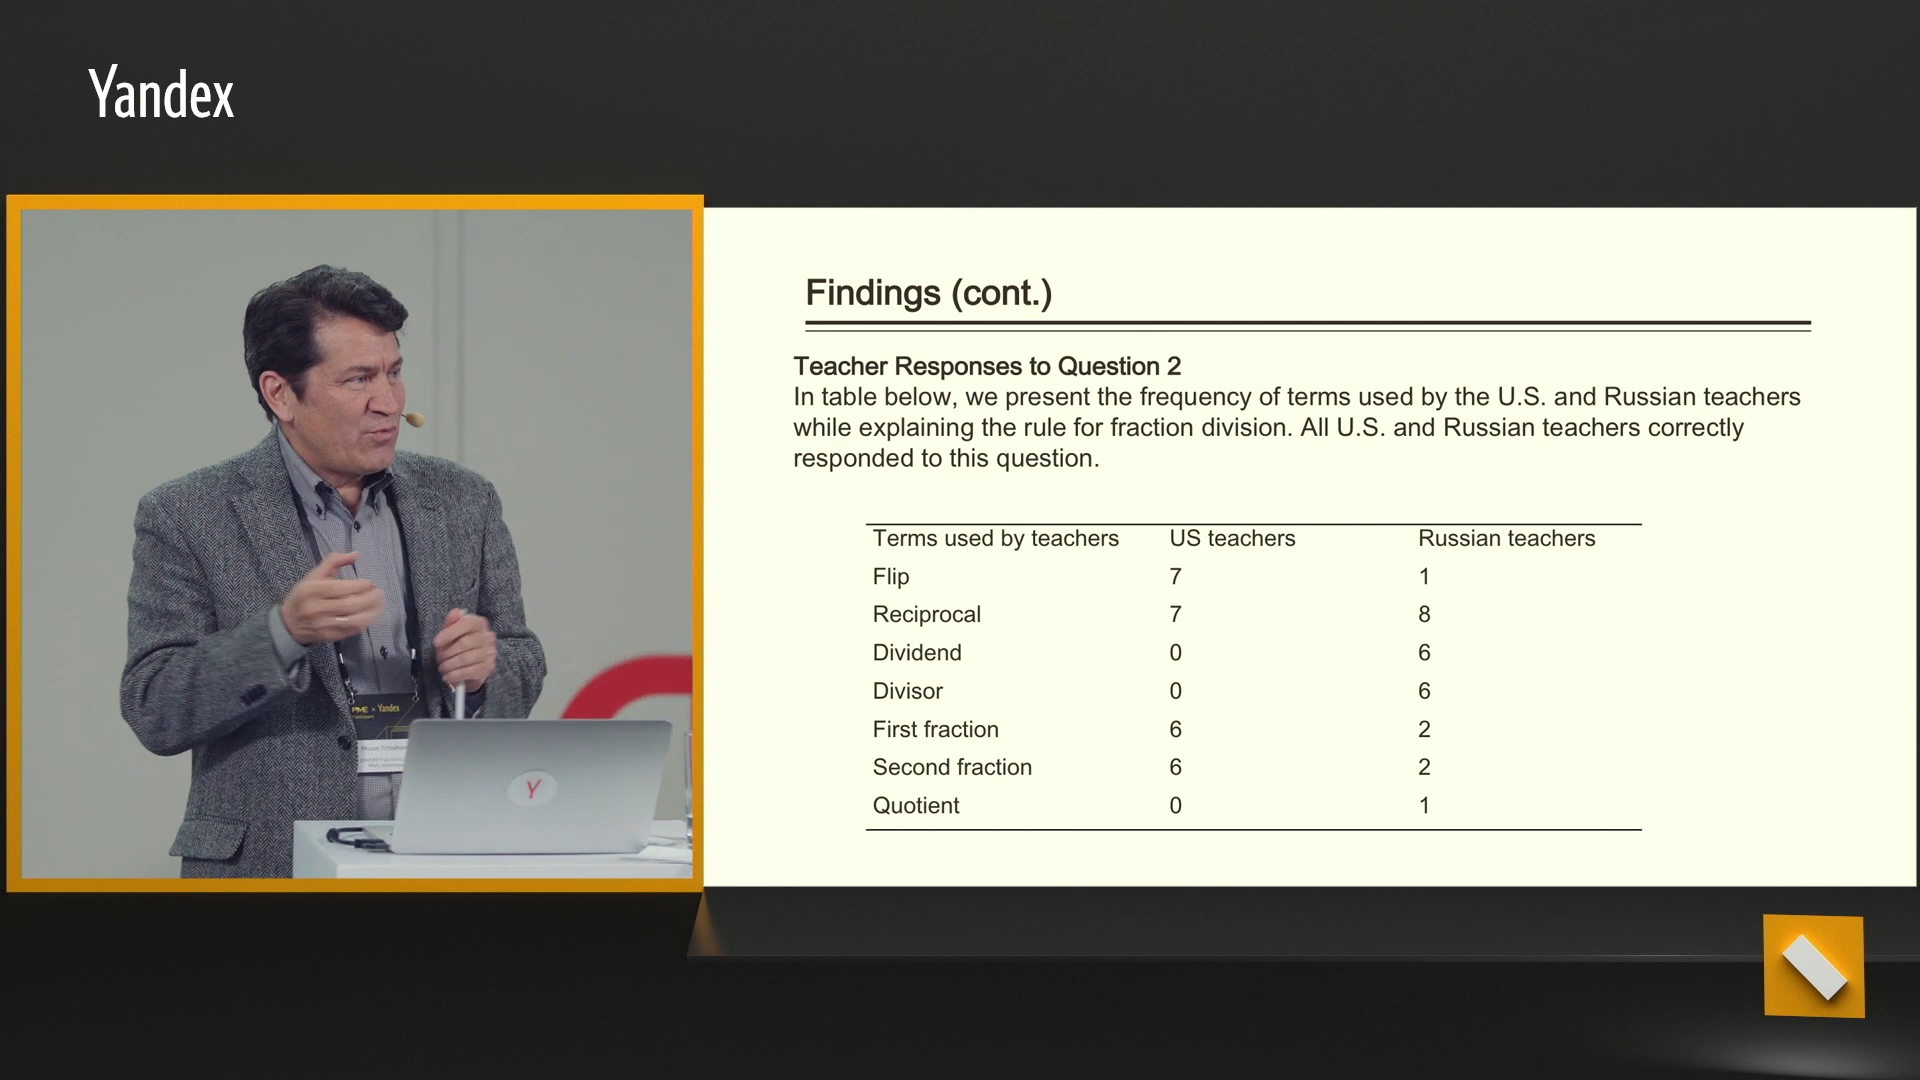 Yandex
Findings (cont.)
Teacher Responses to Question 2
In table below, we present the frequency of terms used by the U.S. and Russian teachers
while explaining the rule for fraction division. All U.S. and Russian teachers correctly
responded to this question.
Terms used by teachers US teachers Russian teachers
Flip 7 1
Reciprocal 7 8
Dividend 0 6
Divisor 0 6
First fraction 6 2
Second fraction 6 2
Quotient 0 1
PME × Yandex
Y